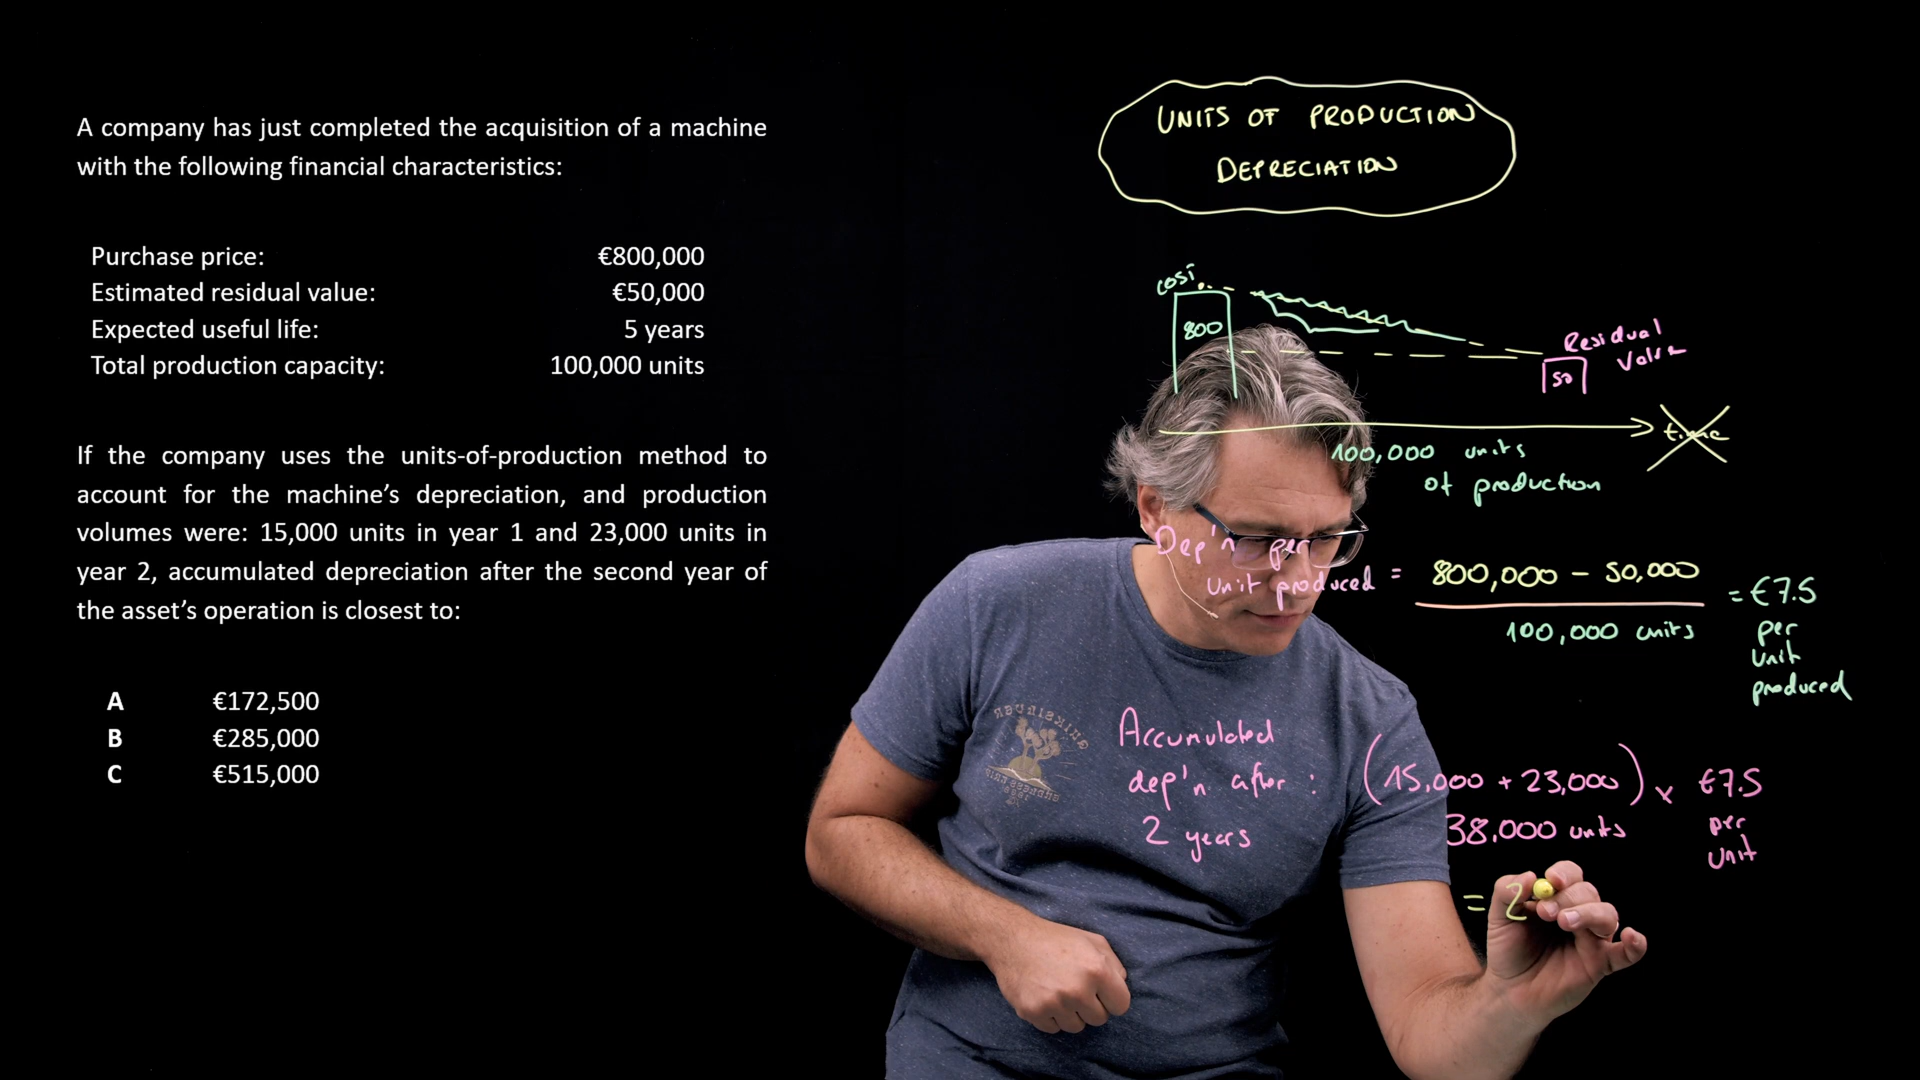 A company has just completed the acquisition of a machine
with the following financial characteristics:
Purchase price: €800,000
Estimated residual value: €50,000
Expected useful life: 5 years
Total production capacity: 100,000 units
If the company uses the units-of-production method to
account for the machine's depreciation, and production
volumes were: 15,000 units in year 1 and 23,000 units in
year 2, accumulated depreciation after the second year of
the asset's operation is closest to:
A €172,500
B €285,000
C €515,000
UNITS OF PRODUCTION
DEPRECIATION
cost
800
Residual
Value
50
time
100,000 units
of production
Dep'n per
Unit produced = 800,000 - 50,000
100,000 units
= €7.5
per
unit
produced
Accumulated
dep'n after :
2 years
(15,000 + 23,000) x €7.5
per
unit
38.000 units
= 2